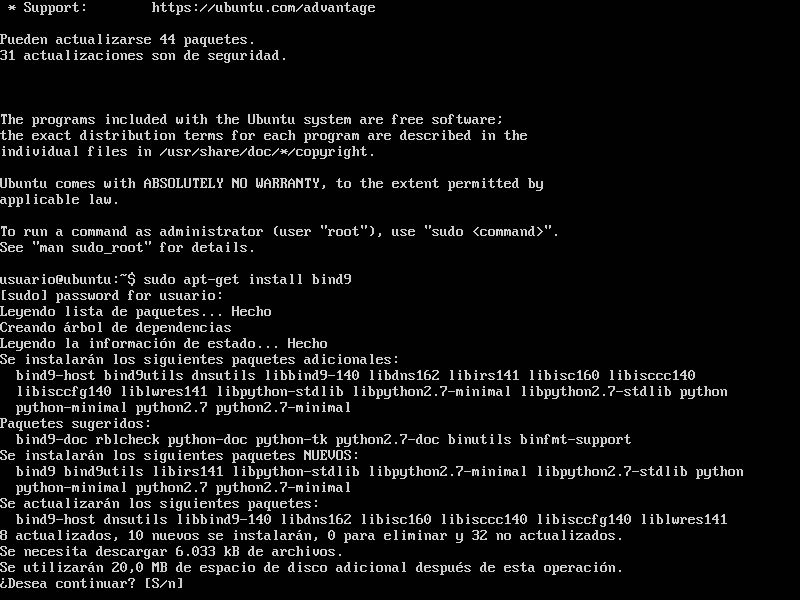 * Support:        https://ubuntu.com/advantage
Pueden actualizarse 44 paquetes.
31 actualizaciones son de seguridad.
The programs included with the Ubuntu system are free software;
the exact distribution terms for each program are described in the
individual files in /usr/share/doc/*/copyright.
Ubuntu comes with ABSOLUTELY NO WARRANTY, to the extent permitted by
applicable law.
To run a command as administrator (user "root"), use "sudo <command>".
See "man sudo_root" for details.
usuario@ubuntu:~$ sudo apt-get install bind9
[sudo] password for usuario:
Leyendo lista de paquetes... Hecho
Creando árbol de dependencias
Leyendo la información de estado... Hecho
Se instalarán los siguientes paquetes adicionales:
  bind9-host bind9utils dnsutils libbind9-140 libdns162 libirs141 libisc160 libisccc140
  libisccfg140 liblwres141 libpython-stdlib libpython2.7-minimal libpython2.7-stdlib python
  python-minimal python2.7 python2.7-minimal
Paquetes sugeridos:
  bind9-doc rblcheck python-doc python-tk python2.7-doc binutils binfmt-support
Se instalarán los siguientes paquetes NUEVOS:
  bind9 bind9utils libirs141 libpython-stdlib libpython2.7-minimal libpython2.7-stdlib python
  python-minimal python2.7 python2.7-minimal
Se actualizarán los siguientes paquetes:
  bind9-host dnsutils libbind9-140 libdns162 libisc160 libisccc140 libisccfg140 liblwres141
8 actualizados, 10 nuevos se instalarán, 0 para eliminar y 32 no actualizados.
Se necesita descargar 6.033 kB de archivos.
Se utilizarán 20,0 MB de espacio de disco adicional después de esta operación.
¿Desea continuar? [S/n]